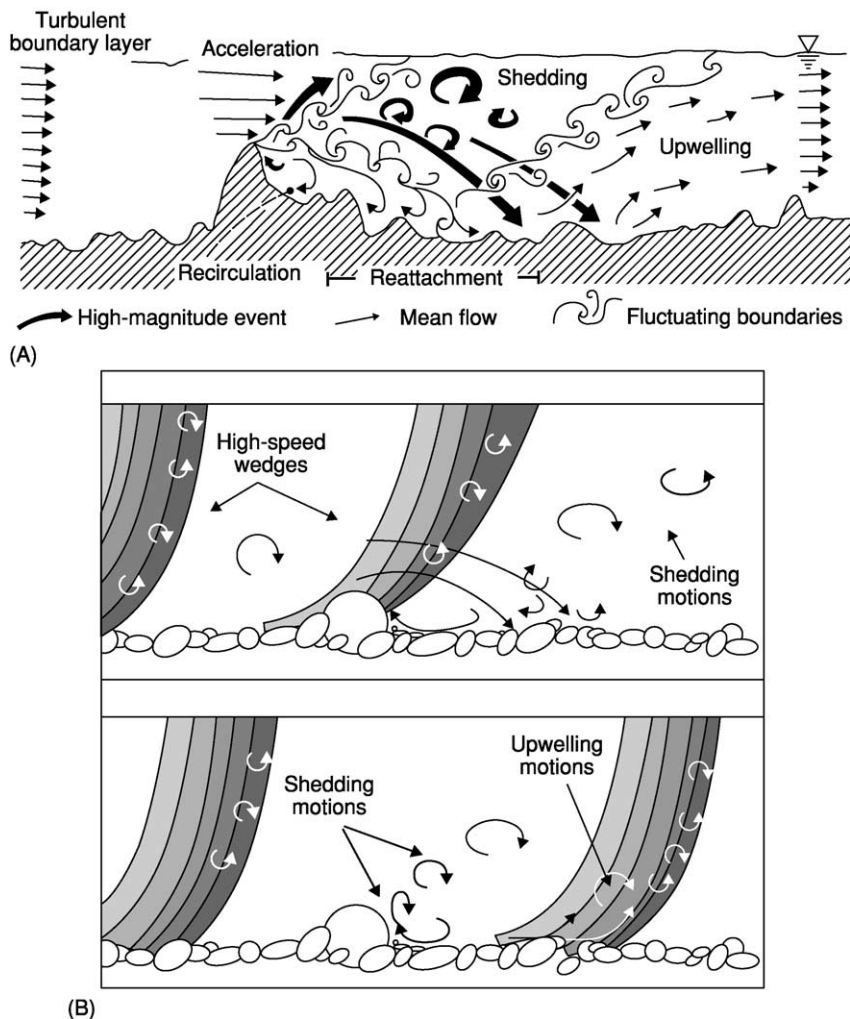 Turbulent
boundary layer
Acceleration
Shedding
Upwelling
Recirculation
Reattachment
High-magnitude event
Mean flow
Fluctuating boundaries
(A)
High-speed
wedges
Shedding
motions
Upwelling
motions
Shedding
motions
(B)